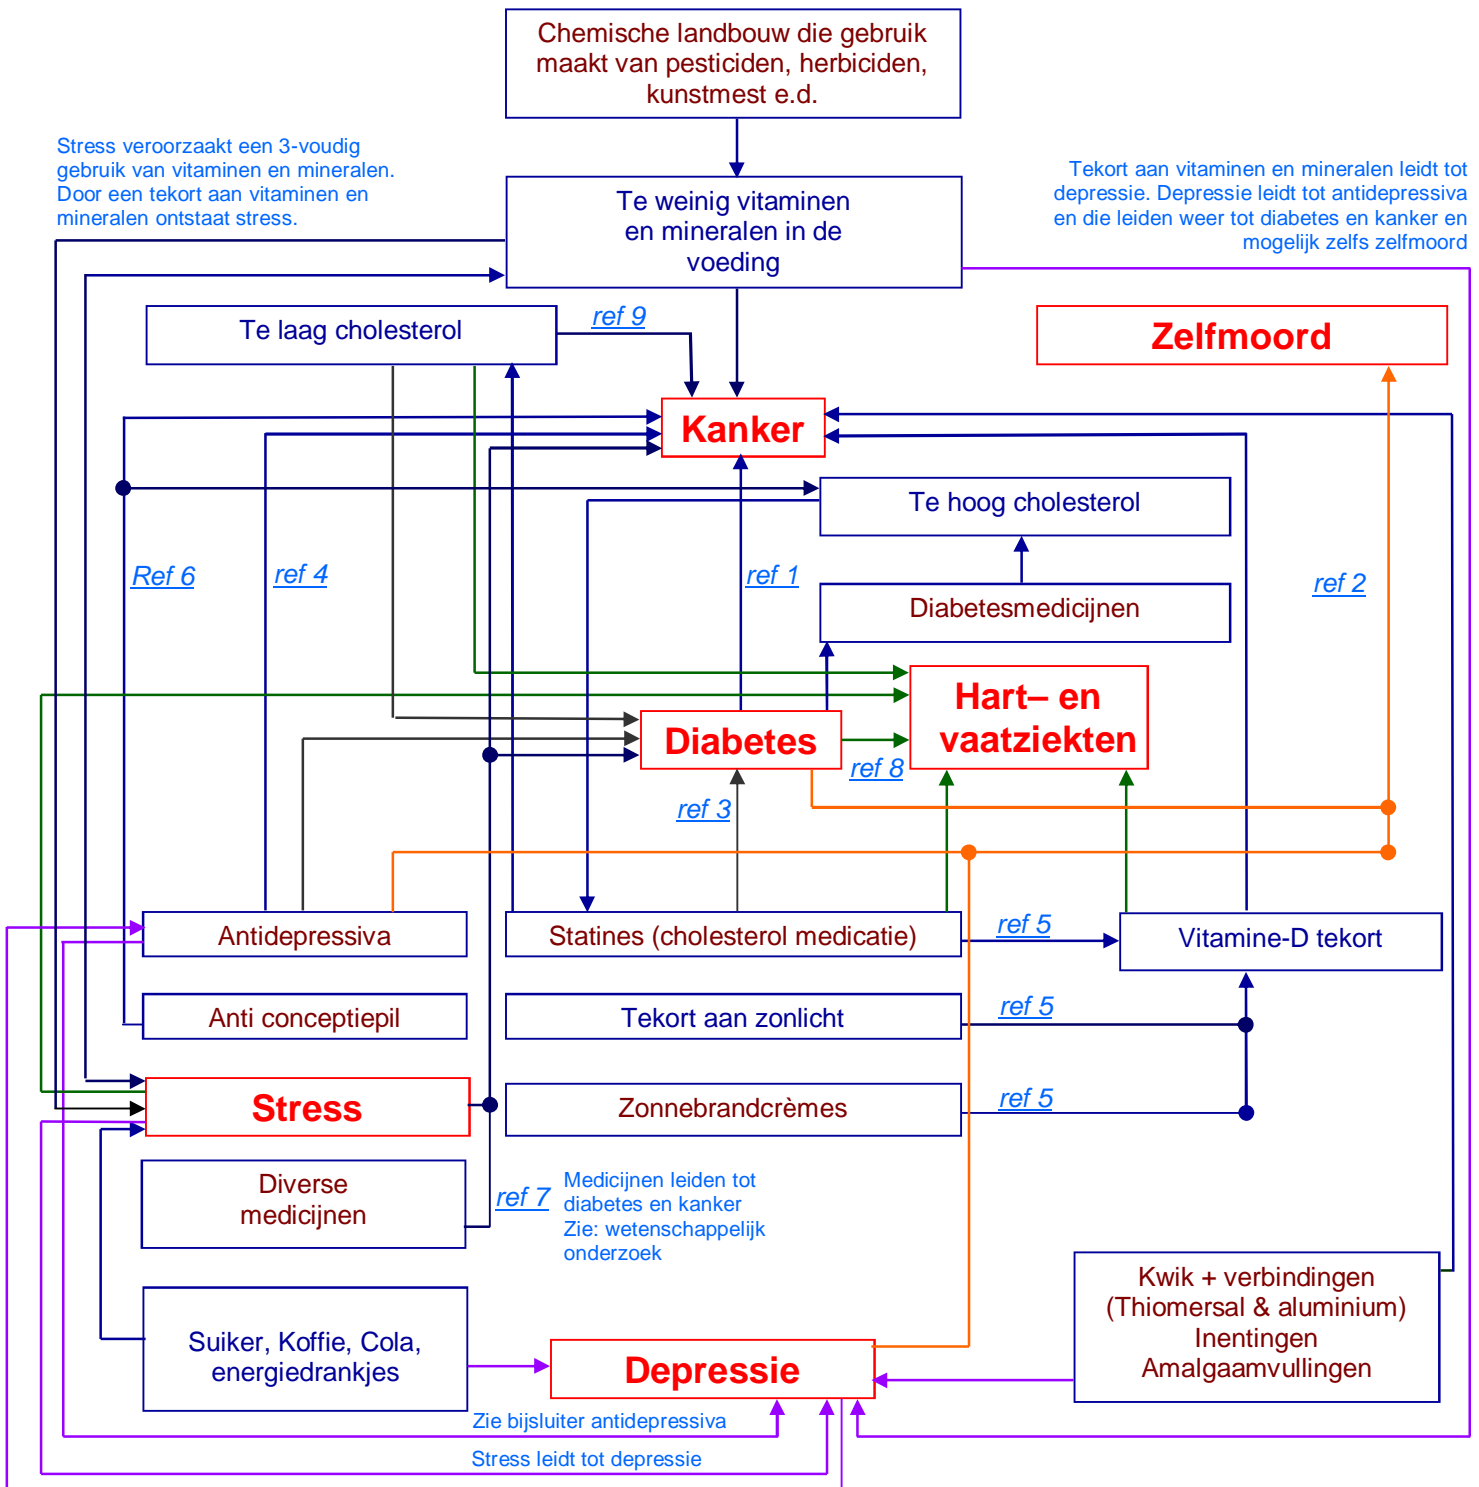 Chemische landbouw die gebruik
maakt van pesticiden, herbiciden,
kunstmest e.d.
Stress veroorzaakt een 3-voudig
gebruik van vitaminen en mineralen.
Door een tekort aan vitaminen en
mineralen ontstaat stress.
Tekort aan vitaminen en mineralen leidt tot
depressie. Depressie leidt tot antidepressiva
en die leiden weer tot diabetes en kanker en
mogelijk zelfs zelfmoord
Te weinig vitaminen
en mineralen in de
voeding
Te laag cholesterol
ref 9
Zelfmoord
Kanker
Te hoog cholesterol
Ref 6
ref 4
ref 1
ref 2
Diabetesmedicijnen
Hart– en
vaatziekten
Diabetes
ref 8
ref 3
Antidepressiva
Statines (cholesterol medicatie)
ref 5
Vitamine-D tekort
Anti conceptiepil
Tekort aan zonlicht
ref 5
Stress
Zonnebrandcrèmes
ref 5
Diverse
medicijnen
ref 7
Medicijnen leiden tot
diabetes en kanker
Zie: wetenschappelijk
onderzoek
Kwik + verbindingen
(Thiomersal & aluminium)
Inentingen
Amalgaamvullingen
Suiker, Koffie, Cola,
energiedrankjes
Depressie
Zie bijsluiter antidepressiva
Stress leidt tot depressie